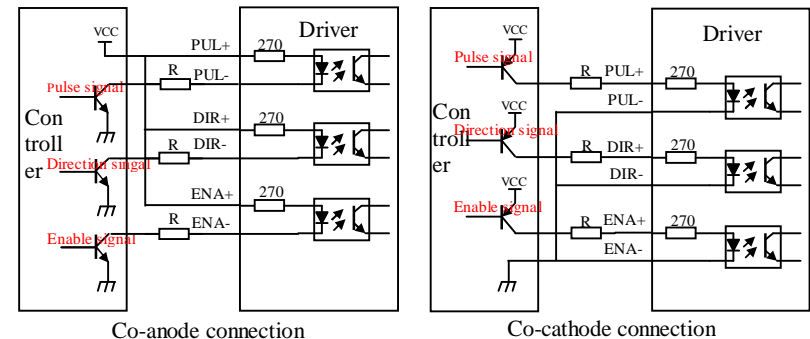 VCC
Driver
PUL+
270
R
PUL-
Pulse signal
Con
troll
er
DIR+
270
R
DIR-
Direction singal
ENA+
270
R
ENA-
Enable signal
Co-anode connection
VCC
Driver
Pulse signal
R
PUL+
270
PUL-
Con
troll
er
VCC
Direction signal
R
DIR+
270
DIR-
VCC
Enable signal
R
ENA+
270
ENA-
Co-cathode connection